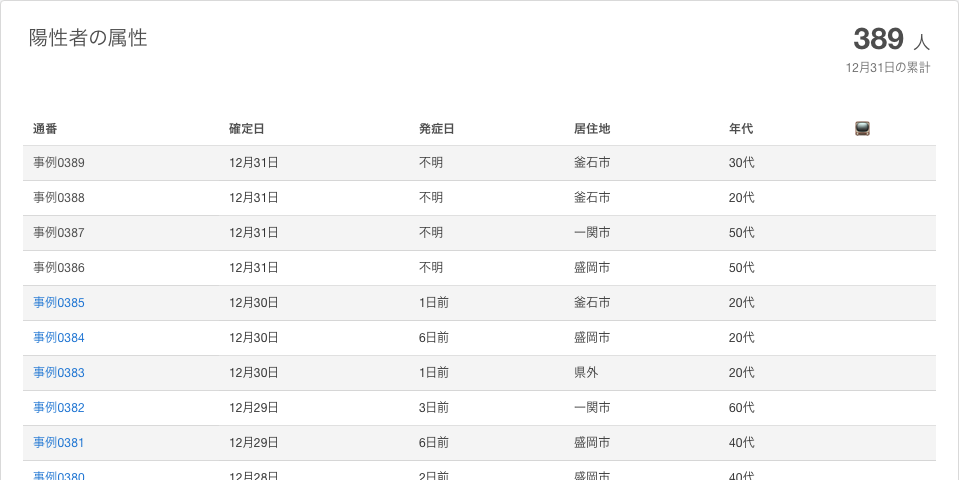 陽性者の属性
389 人
12月31日の累計
通番 確定日 発症日 居住地 年代
事例0389 12月31日 不明 釜石市 30代
事例0388 12月31日 不明 釜石市 20代
事例0387 12月31日 不明 一関市 50代
事例0386 12月31日 不明 盛岡市 50代
事例0385 12月30日 1日前 釜石市 20代
事例0384 12月30日 6日前 盛岡市 20代
事例0383 12月30日 1日前 県外 20代
事例0382 12月29日 3日前 一関市 60代
事例0381 12月29日 6日前 盛岡市 40代
事例0380 12月28日 2日前 盛岡市 40代